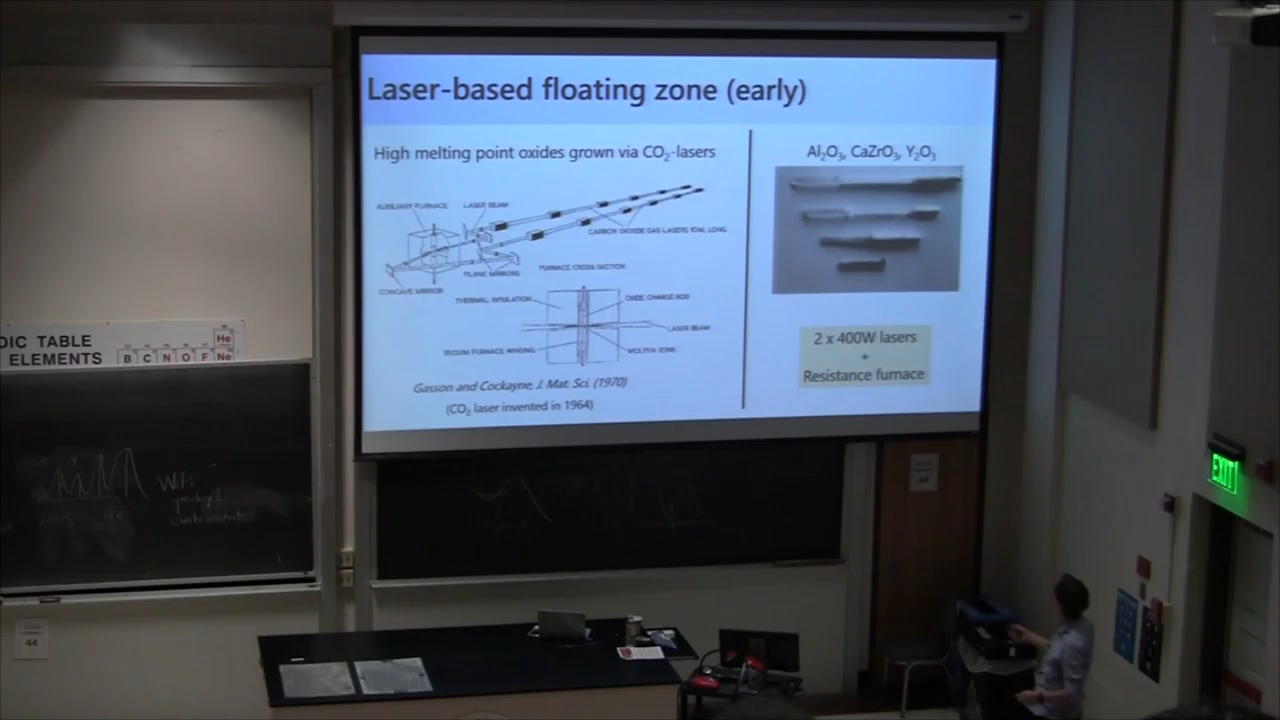 Laser-based floating zone (early)
High melting point oxides grown via CO₂-lasers
AUXILIARY FURNACE
LASER BEAM
CARBON DIOXIDE GAS LASERS 10M. LONG
PLANE MIRRORS
CONCAVE MIRROR
FURNACE CROSS-SECTION
THERMAL INSULATION
OXIDE CHARGE ROD
LASER BEAM
MOLTEN ZONE
FURNACE WINDING
Gasson and Cockayne, J. Mat. Sci. (1970)
(CO₂ laser invented in 1964)
Al₂O₃, CaZrO₃, Y₂O₃
2 x 400W lasers
+
Resistance furnace
DIC TABLE
ELEMENTS
B C N O F Ne
He
WiFi
EXIT
44
44